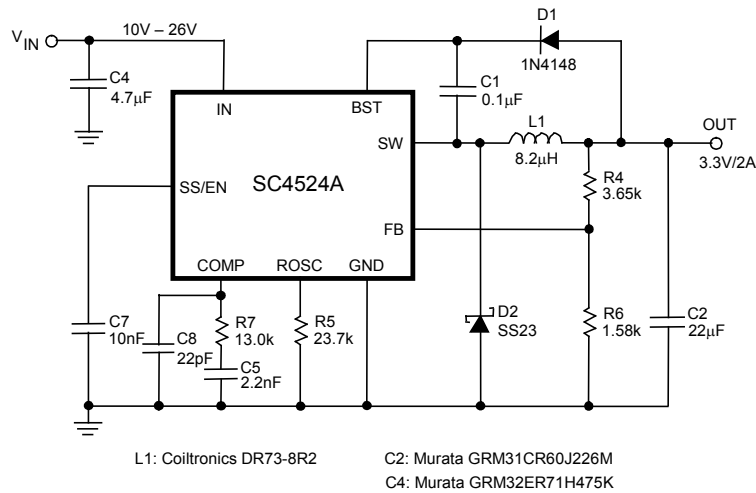 D1
V IN
10V – 26V
1N4148
C4
4.7μF
C1
0.1μF
IN
BST
L1
OUT
SW
8.2μH
3.3V/2A
SS/EN
SC4524A
R4
3.65k
FB
COMP
ROSC
GND
C7
10nF
C8
22pF
R7
13.0k
R5
23.7k
D2
SS23
R6
1.58k
C2
22μF
C5
2.2nF
L1: Coiltronics DR73-8R2
C2: Murata GRM31CR60J226M
C4: Murata GRM32ER71H475K